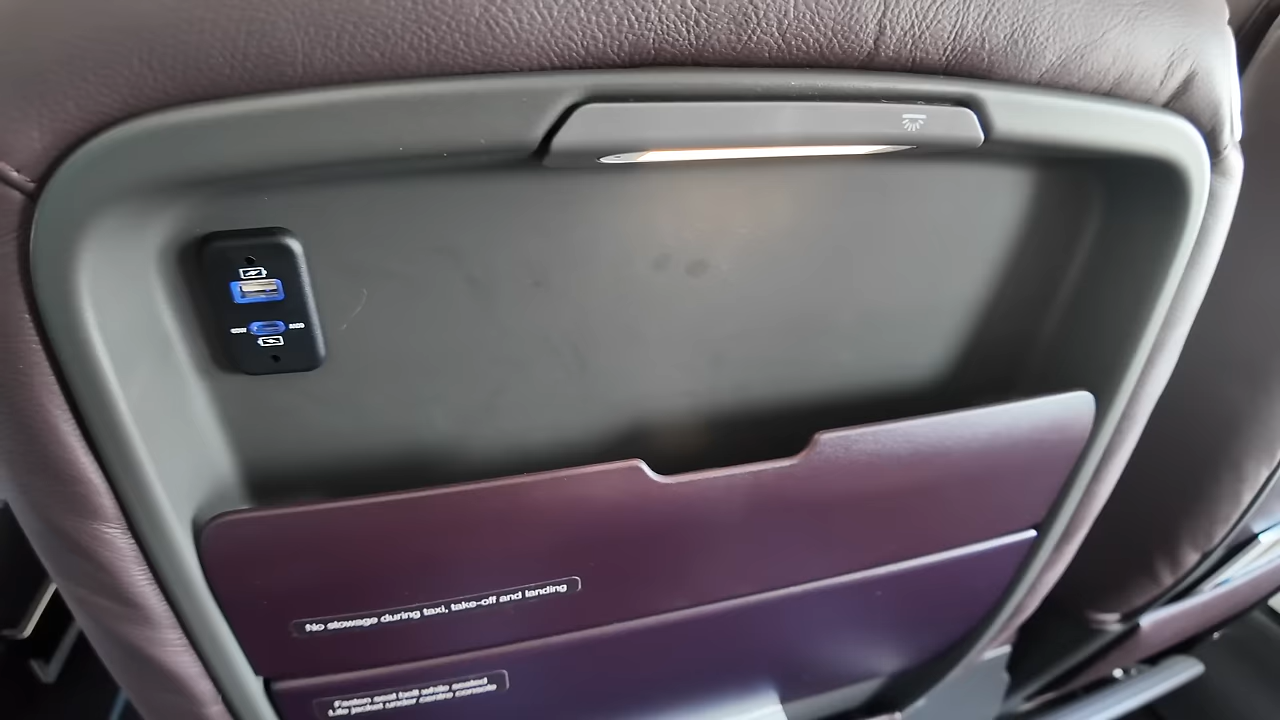 No stowage during taxi, take-off and landing
Fasten seat belt while seated
Life jacket under centre console